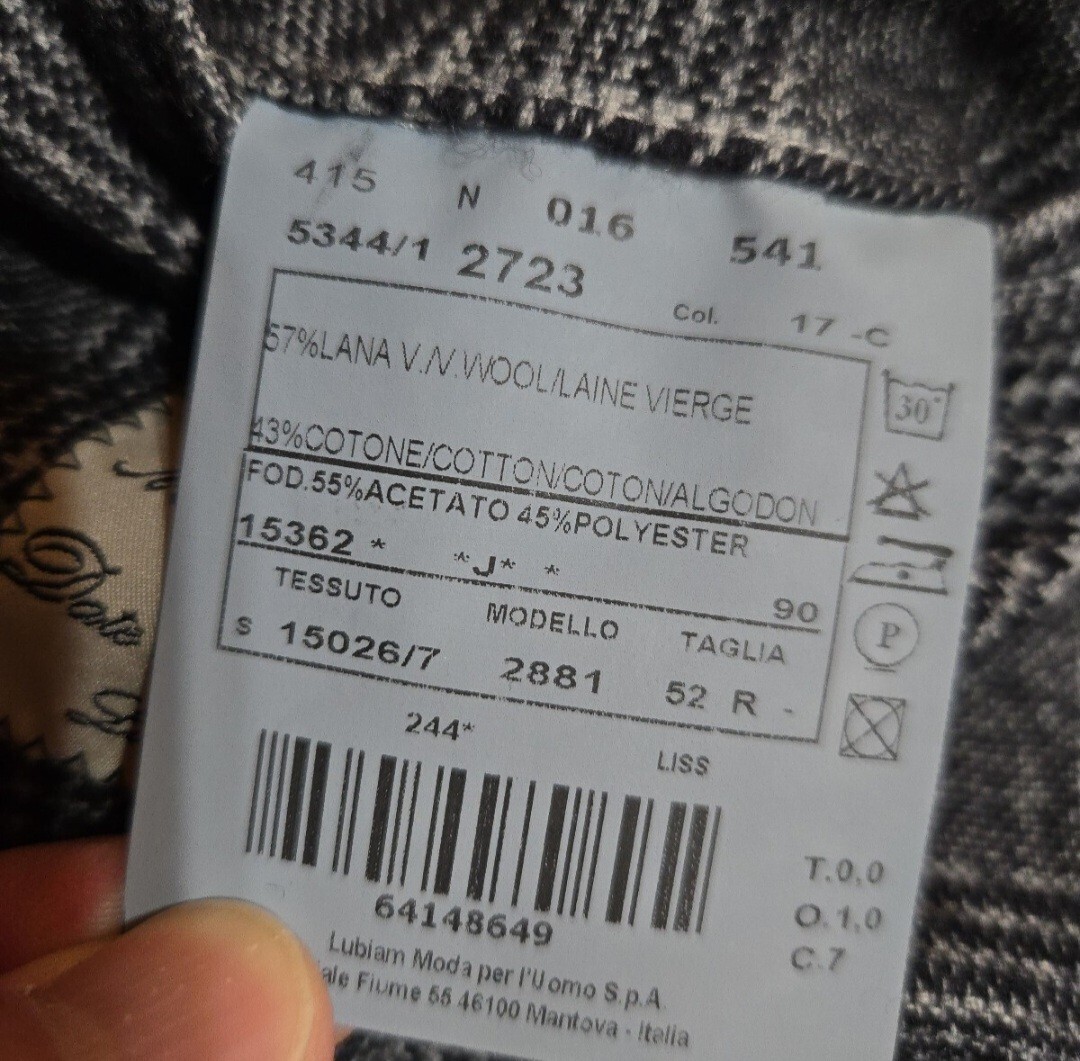 415 N 016 541
5344/1 2723 Col. 17 -C
57%LANA V./V.WOOL/LAINE VIERGE
30°
43%COTONE/COTTON/COTON/ALGODON
FOD.55%ACETATO 45%POLYESTER
15362 * *J* * 90
TESSUTO MODELLO TAGLIA
P
s 15026/7 2881 52 R -
244* LISS
64148649
T.0,0
O.1,0
C.7
Lubiam Moda per l'Uomo S.p.A.
ale Fiume 55 46100 Mantova - Italia
Date